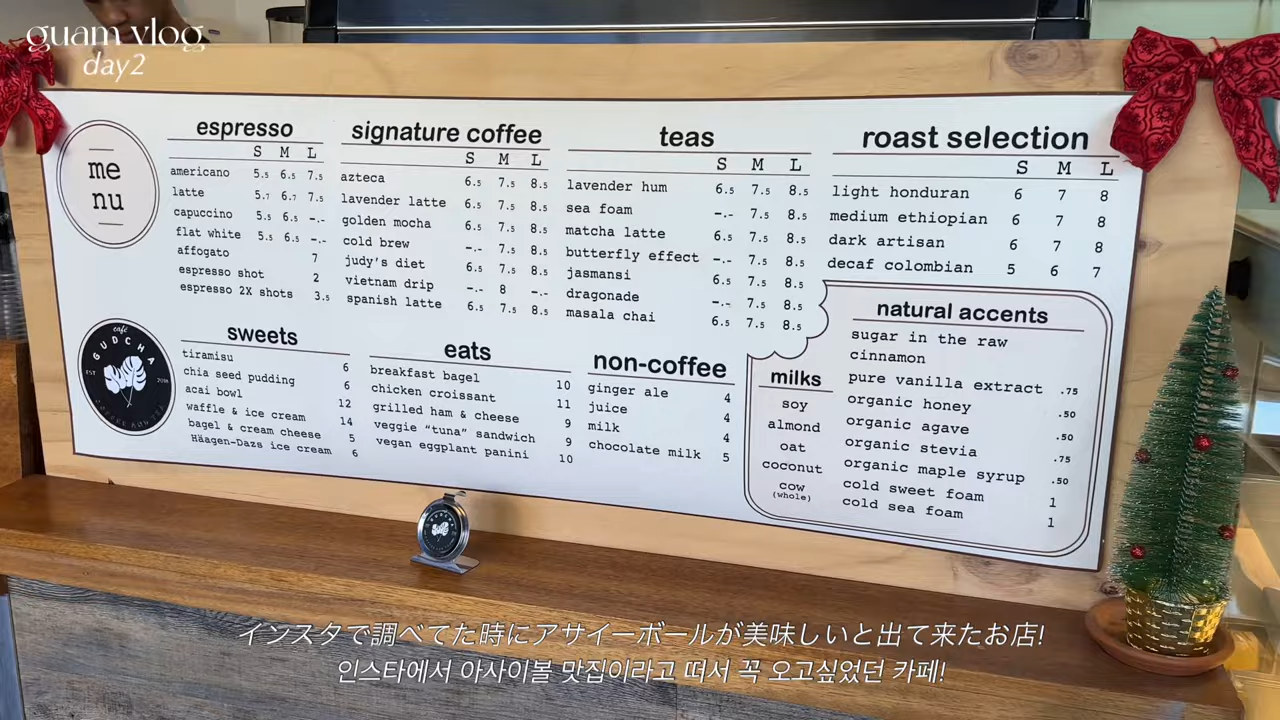 guam vlog
day2
me
nu
espresso
S M L
americano 5.5 6.5 7.5
latte 5.7 6.7 7.5
capuccino 5.5 6.5 -.-
flat white 5.5 6.5 -.-
affogato 7
espresso shot 2
espresso 2X shots 3.5
signature coffee
S M L
azteca 6.5 7.5 8.5
lavender latte 6.5 7.5 8.5
golden mocha 6.5 7.5 8.5
cold brew -.- 7.5 8.5
judy's diet 6.5 7.5 8.5
vietnam drip -.- 8 -.-
spanish latte 6.5 7.5 8.5
teas
S M L
lavender hum 6.5 7.5 8.5
sea foam -.- 7.5 8.5
matcha latte 6.5 7.5 8.5
butterfly effect -.- 7.5 8.5
jasmansi 6.5 7.5 8.5
dragonade -.- 7.5 8.5
masala chai 6.5 7.5 8.5
roast selection
S M L
light honduran 6 7 8
medium ethiopian 6 7 8
dark artisan 6 7 8
decaf colombian 5 6 7
café
GUDCHA
EST
sweets
tiramisu 6
chia seed pudding 6
acai bowl 12
waffle & ice cream 14
bagel & cream cheese 5
Häagen-Dazs ice cream 6
eats
breakfast bagel 10
chicken croissant 11
grilled ham & cheese 9
veggie "tuna" sandwich 9
vegan eggplant panini 10
non-coffee
ginger ale 4
juice 4
milk 4
chocolate milk 5
milks
soy
almond
oat
coconut
cow
(whole)
natural accents
sugar in the raw
cinnamon
pure vanilla extract .75
organic honey .50
organic agave .50
organic stevia .75
organic maple syrup .50
cold sweet foam 1
cold sea foam 1
インスタで調べてた時にアサイーボールが美味しいと出て来たお店!
인스타에서 아사이볼 맛집이라고 떠서 꼭 오고싶었던 카페!